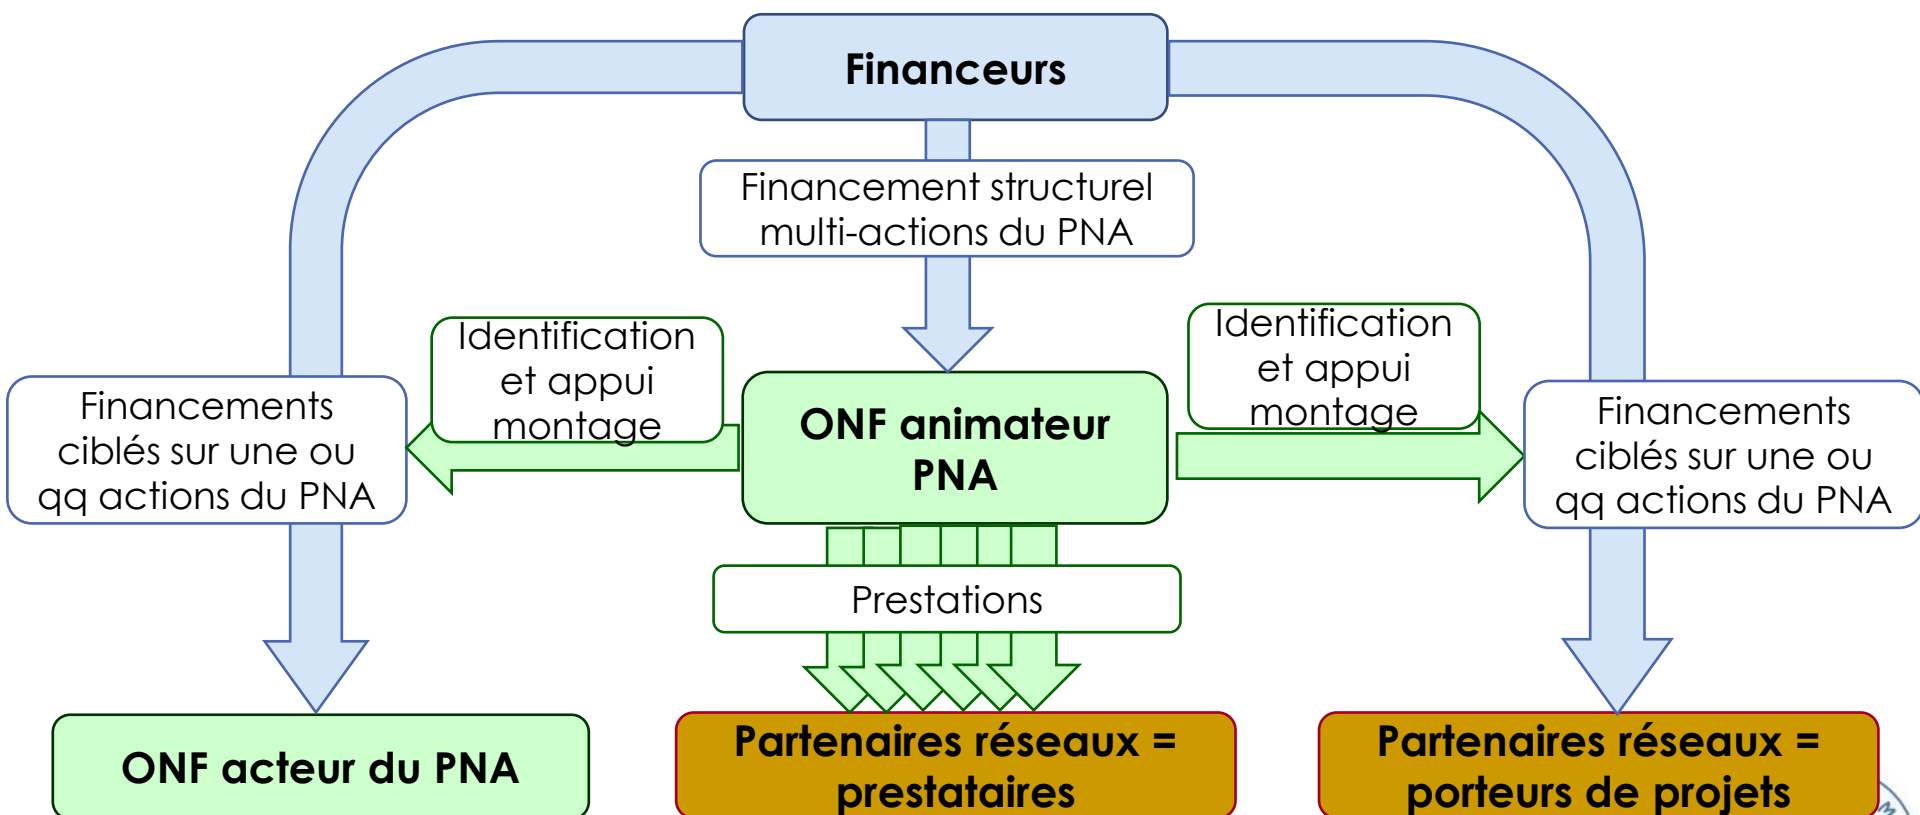 Financeurs
Financement structurel
multi-actions du PNA
Identification
et appui
montage
Identification
et appui
montage
Financements
ciblés sur une ou
qq actions du PNA
ONF animateur
PNA
Financements
ciblés sur une ou
qq actions du PNA
Prestations
ONF acteur du PNA
Partenaires réseaux =
prestataires
Partenaires réseaux =
porteurs de projets